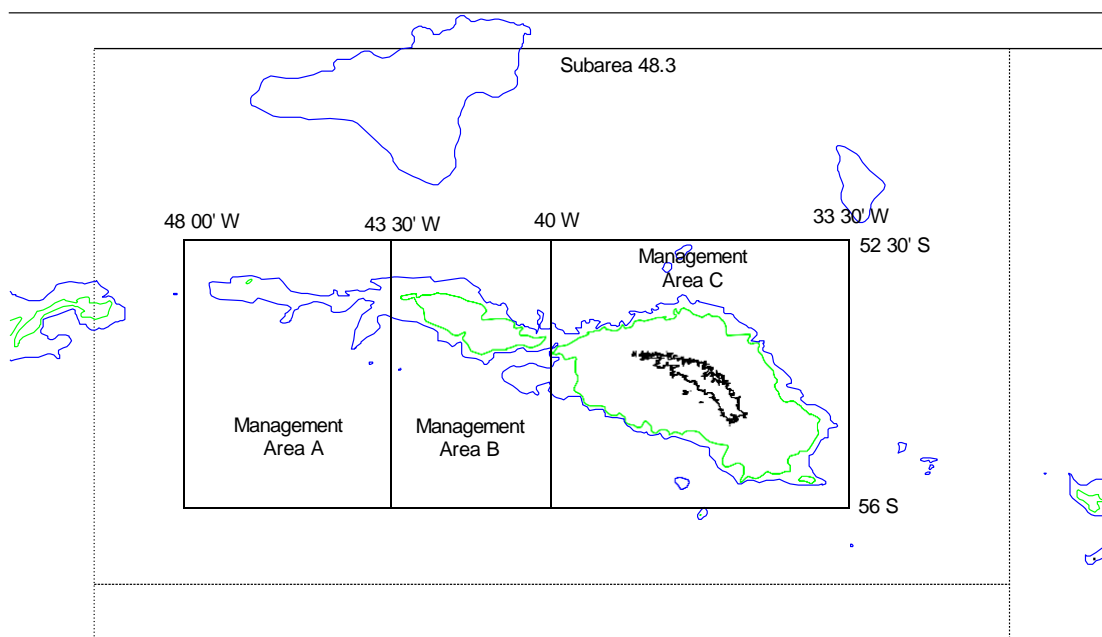 Subarea 48.3
48 00' W
43 30' W
40 W
33 30' W
52 30' S
Management
Area C
Management
Area A
Management
Area B
56 S